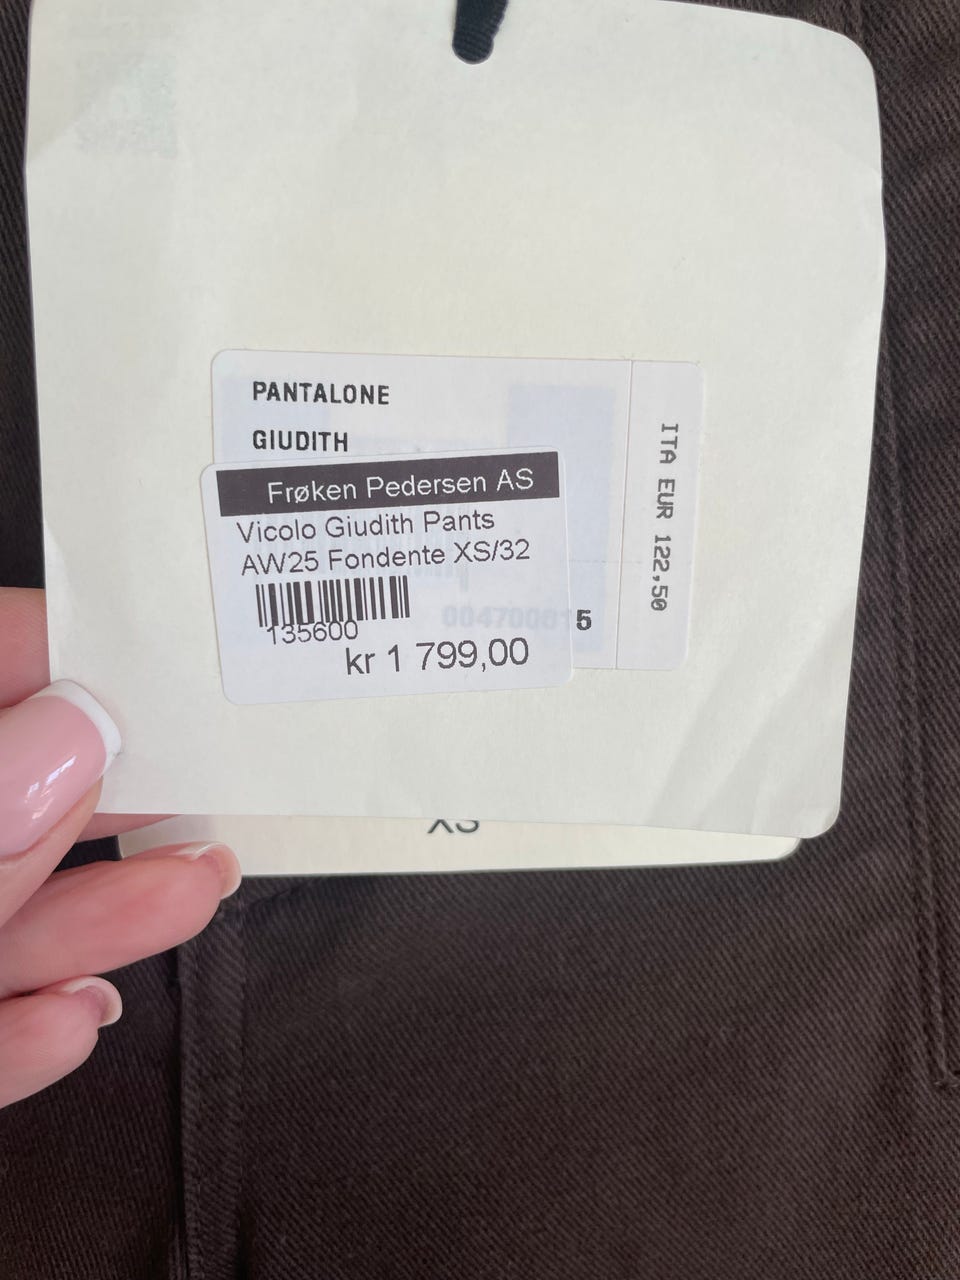 PANTALONE
GIUDITH
Frøken Pedersen AS
Vicolo Giudith Pants
AW25 Fondente XS/32
135600
kr 1 799,00
5
ITA EUR 122,50
XS